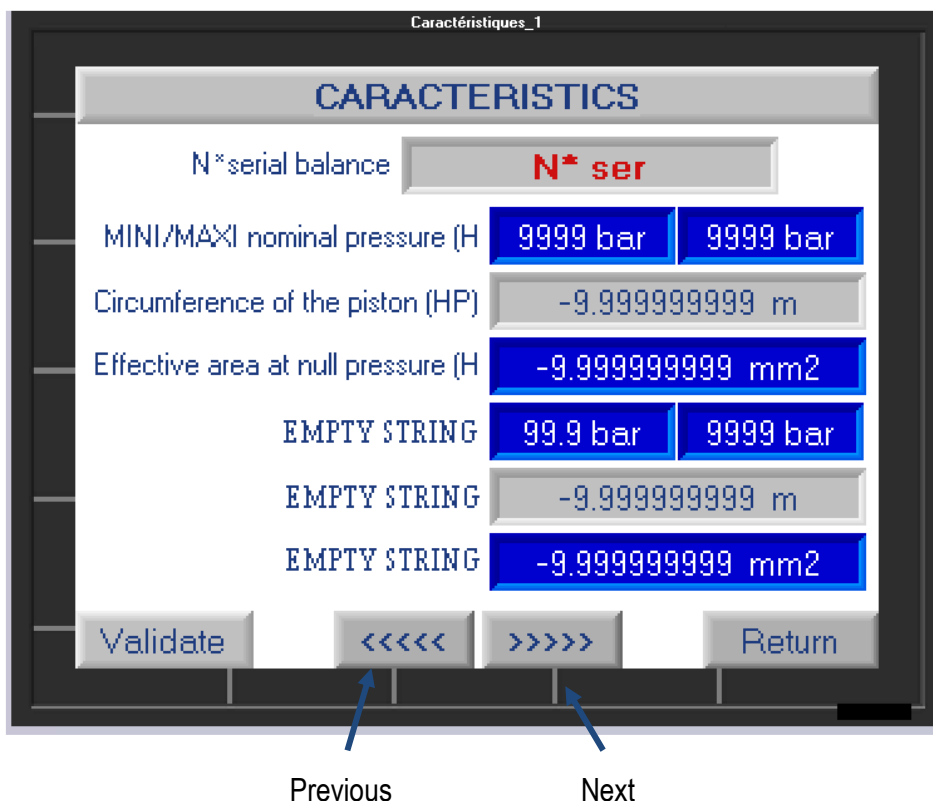 Caractéristiques_1
CARACTERISTICS
N*serial balance N* ser
MINI/MAXI nominal pressure (H 9999 bar 9999 bar
Circumference of the piston (HP) -9.999999999 m
Effective area at null pressure (H -9.999999999 mm2
EMPTY STRING 99.9 bar 9999 bar
EMPTY STRING -9.999999999 m
EMPTY STRING -9.999999999 mm2
Validate <<<<< >>>>> Return
Previous Next